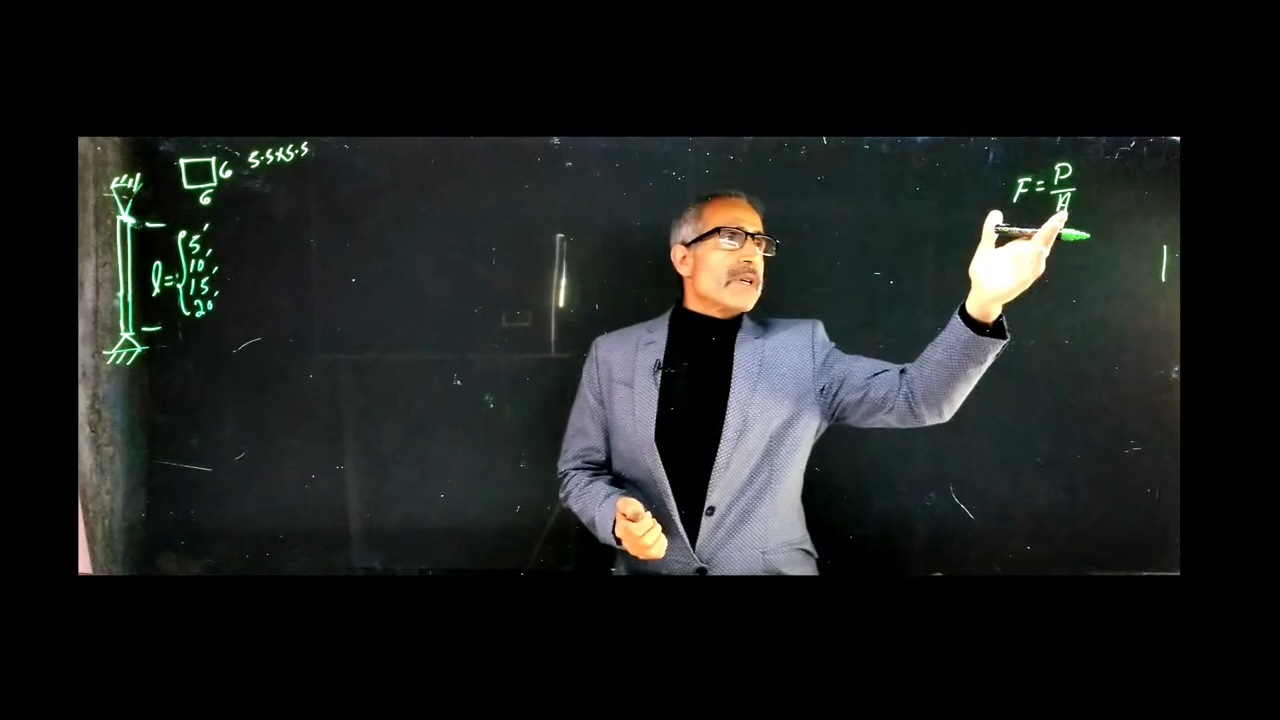 6 5.5x5.5
6
l = { 5'
10'
15'
20'
F = P
A